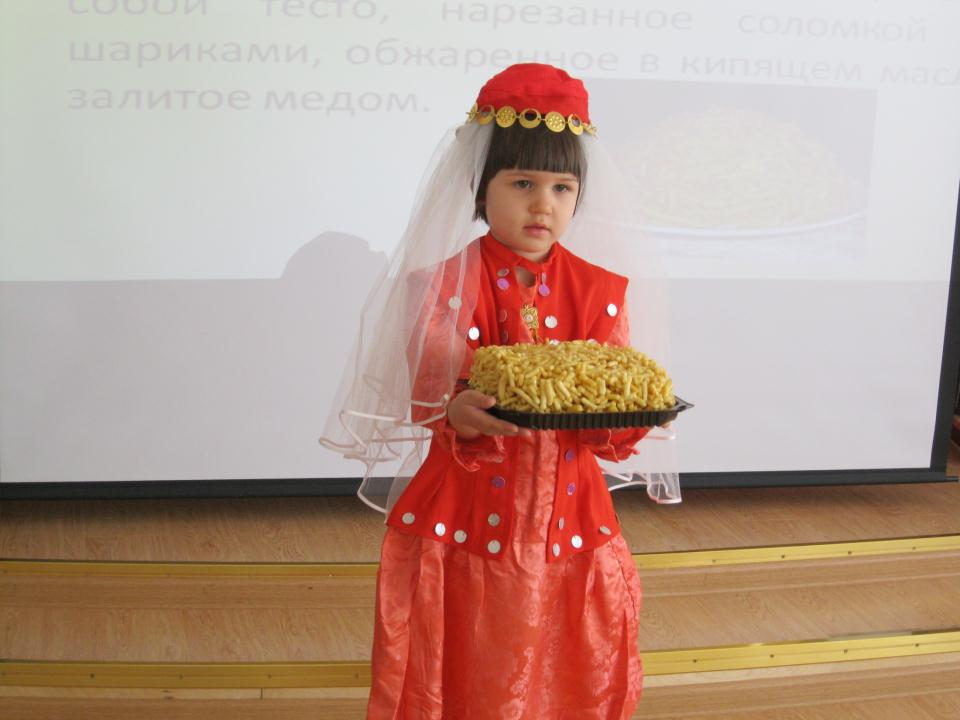 собой тесто, нарезанное соломкой
шариками, обжаренное в кипящем масл
залитое медом.